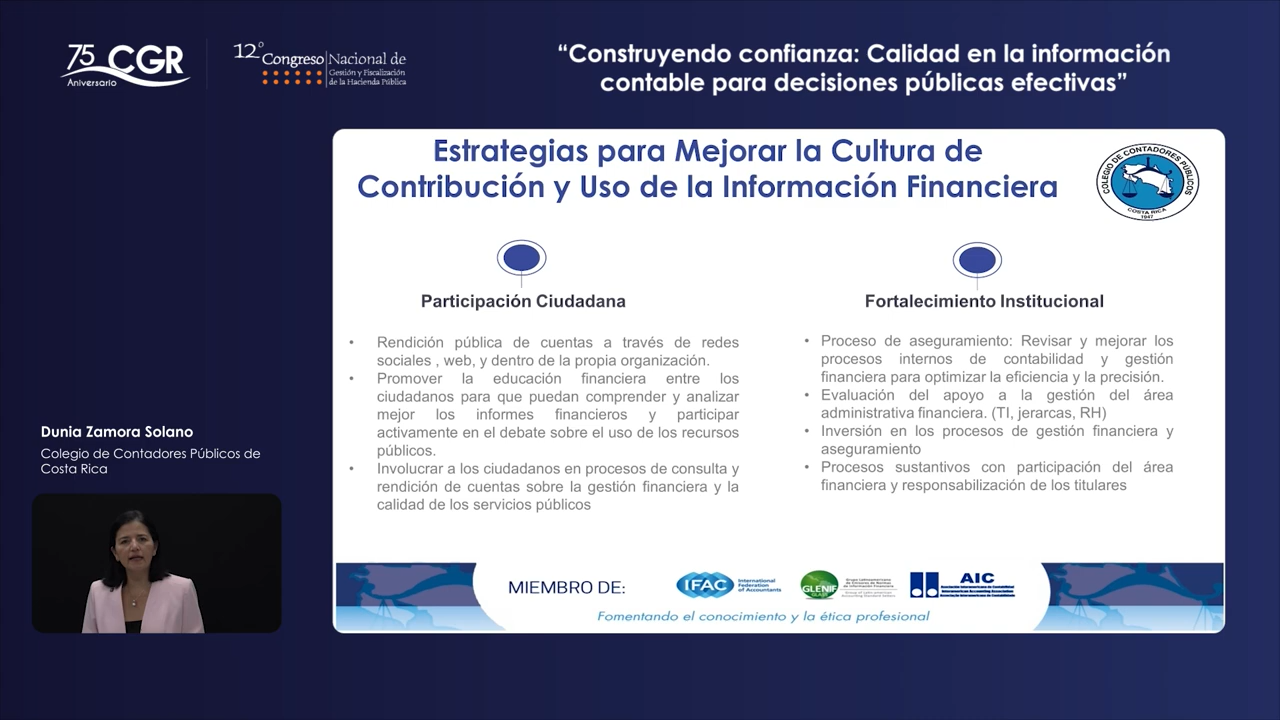 75 CGR
Aniversario
12° Congreso Nacional de
Gestión y Fiscalización
de la Hacienda Pública
“Construyendo confianza: Calidad en la información
contable para decisiones públicas efectivas”
Estrategias para Mejorar la Cultura de
Contribución y Uso de la Información Financiera
COLEGIO DE CONTADORES PÚBLICOS
COSTA RICA
1947
Participación Ciudadana
• Rendición pública de cuentas a través de redes
sociales , web, y dentro de la propia organización.
• Promover la educación financiera entre los
ciudadanos para que puedan comprender y analizar
mejor los informes financieros y participar
activamente en el debate sobre el uso de los recursos
públicos.
• Involucrar a los ciudadanos en procesos de consulta y
rendición de cuentas sobre la gestión financiera y la
calidad de los servicios públicos
Fortalecimiento Institucional
• Proceso de aseguramiento: Revisar y mejorar los
procesos internos de contabilidad y gestión
financiera para optimizar la eficiencia y la precisión.
• Evaluación del apoyo a la gestión del área
administrativa financiera. (TI, jerarcas, RH)
• Inversión en los procesos de gestión financiera y
aseguramiento
• Procesos sustantivos con participación del área
financiera y responsabilización de los titulares
Dunia Zamora Solano
Colegio de Contadores Públicos de
Costa Rica
MIEMBRO DE:
IFAC
International
Federation
of Accountants
GLENIF
AIC
Asociación Interamericana de Contabilidad
Interamerican Accounting Association
Fomentando el conocimiento y la ética profesional